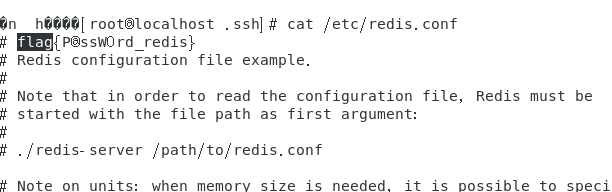 �n h����[root@localhost .ssh]# cat /etc/redis.conf
# flag{P@ssW0rd_redis}
# Redis configuration file example.
#
# Note that in order to read the configuration file, Redis must be
# started with the file path as first argument:
#
# ./redis-server /path/to/redis.conf
# Note on units: when memory size is needed, it is possible to speci